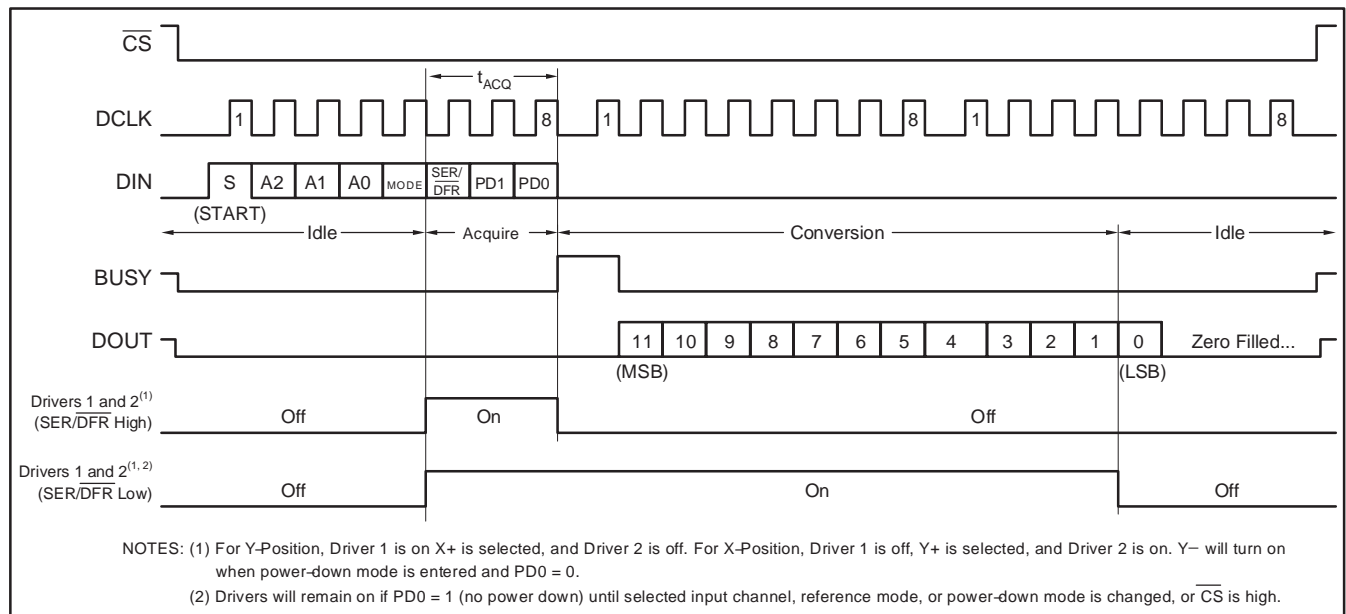 CS
tACQ
DCLK 1 8 1 8 1 8
DIN S A2 A1 A0 MODE SER/DFR PD1 PD0
(START)
Idle Acquire Conversion Idle
BUSY
DOUT 11 10 9 8 7 6 5 4 3 2 1 0 Zero Filled...
(MSB) (LSB)
Drivers 1 and 2(1)
(SER/DFR High) Off On Off
Drivers 1 and 2(1, 2)
(SER/DFR Low) Off On Off
NOTES: (1) For Y–Position, Driver 1 is on X+ is selected, and Driver 2 is off. For X–Position, Driver 1 is off, Y+ is selected, and Driver 2 is on. Y– will turn on
when power–down mode is entered and PD0 = 0.
(2) Drivers will remain on if PD0 = 1 (no power down) until selected input channel, reference mode, or power–down mode is changed, or CS is high.